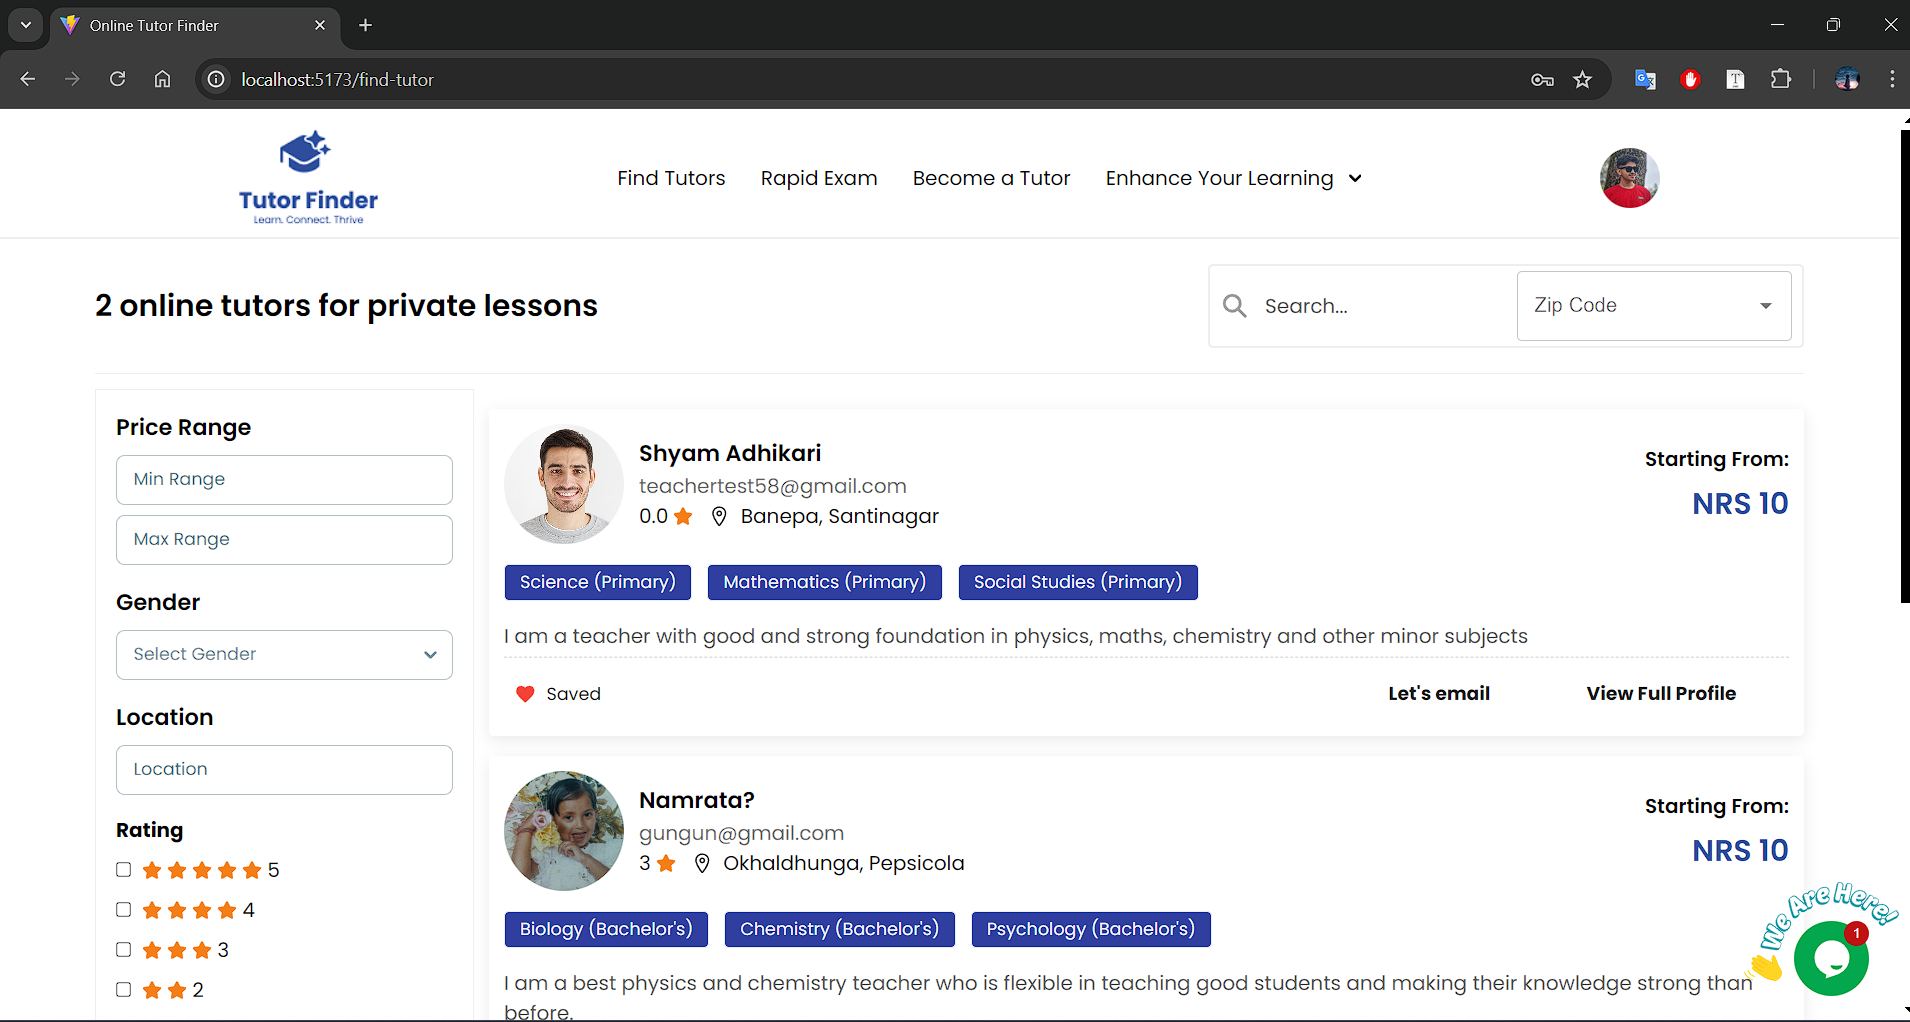 Online Tutor Finder
localhost:5173/find-tutor
Tutor Finder
Learn. Connect. Thrive
Find Tutors Rapid Exam Become a Tutor Enhance Your Learning
2 online tutors for private lessons
Search...
Zip Code
Price Range
Min Range
Max Range
Gender
Select Gender
Location
Location
Rating
5
4
3
2
Shyam Adhikari
teachertest58@gmail.com
0.0 Banepa, Santinagar
Starting From:
NRS 10
Science (Primary) Mathematics (Primary) Social Studies (Primary)
I am a teacher with good and strong foundation in physics, maths, chemistry and other minor subjects
Saved Let's email View Full Profile
Namrata?
gungun@gmail.com
3 Okhaldhunga, Pepsicola
Starting From:
NRS 10
Biology (Bachelor's) Chemistry (Bachelor's) Psychology (Bachelor's)
I am a best physics and chemistry teacher who is flexible in teaching good students and making their knowledge strong than
before.
We Are Here!
1